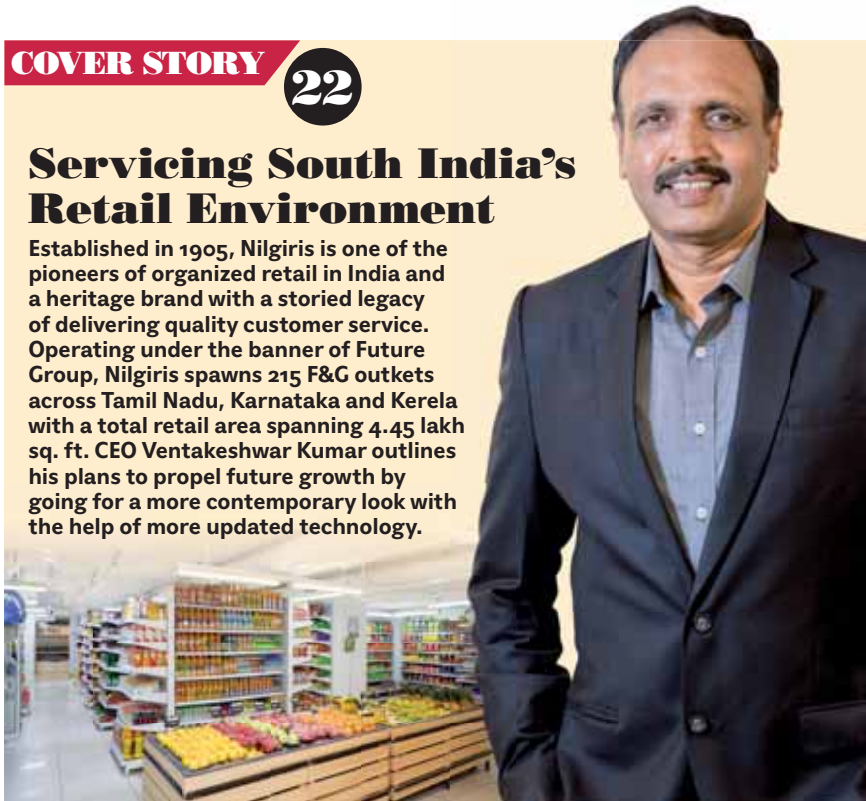 COVER STORY
22
Servicing South India's
Retail Environment
Established in 1905, Nilgiris is one of the
pioneers of organized retail in India and
a heritage brand with a storied legacy
of delivering quality customer service.
Operating under the banner of Future
Group, Nilgiris spawns 215 F&G outkets
across Tamil Nadu, Karnataka and Kerela
with a total retail area spanning 4.45 lakh
sq. ft. CEO Ventakeshwar Kumar outlines
his plans to propel future growth by
going for a more contemporary look with
the help of more updated technology.